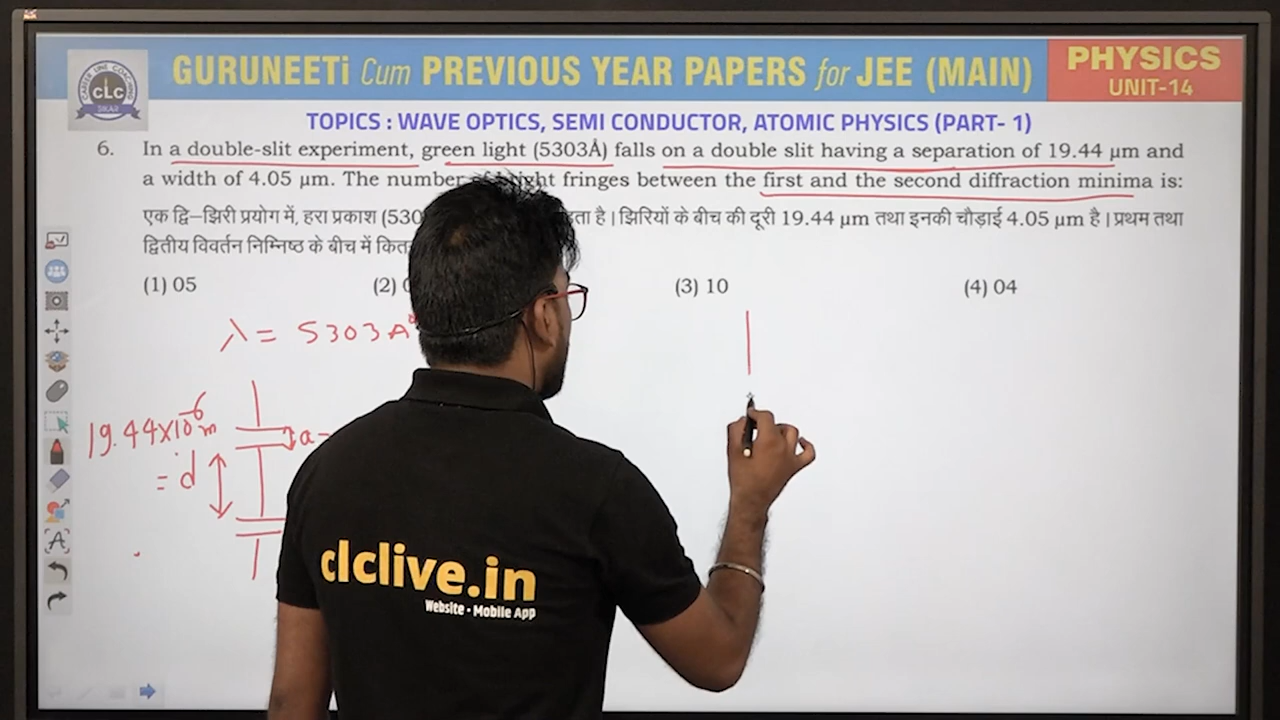 GURUNEETi Cum PREVIOUS YEAR PAPERS for JEE (MAIN)
PHYSICS
UNIT-14
CLC
SIKAR
TOPICS : WAVE OPTICS, SEMI CONDUCTOR, ATOMIC PHYSICS (PART- 1)
6. In a double-slit experiment, green light (5303Å) falls on a double slit having a separation of 19.44 μm and
a width of 4.05 μm. The number bright fringes between the first and the second diffraction minima is:
एक द्वि–झिरी प्रयोग में, हरा प्रकाश (530 है। झिरियों के बीच की दूरी 19.44 μm तथा इनकी चौड़ाई 4.05 μm है। प्रथम तथा
द्वितीय विवर्तन निम्निष्ठ के बीच में
(1) 05 (2) (3) 10 (4) 04
λ = 5303A°
19.44×10⁻⁶m
= d
a=
clclive.in
Website - Mobile App